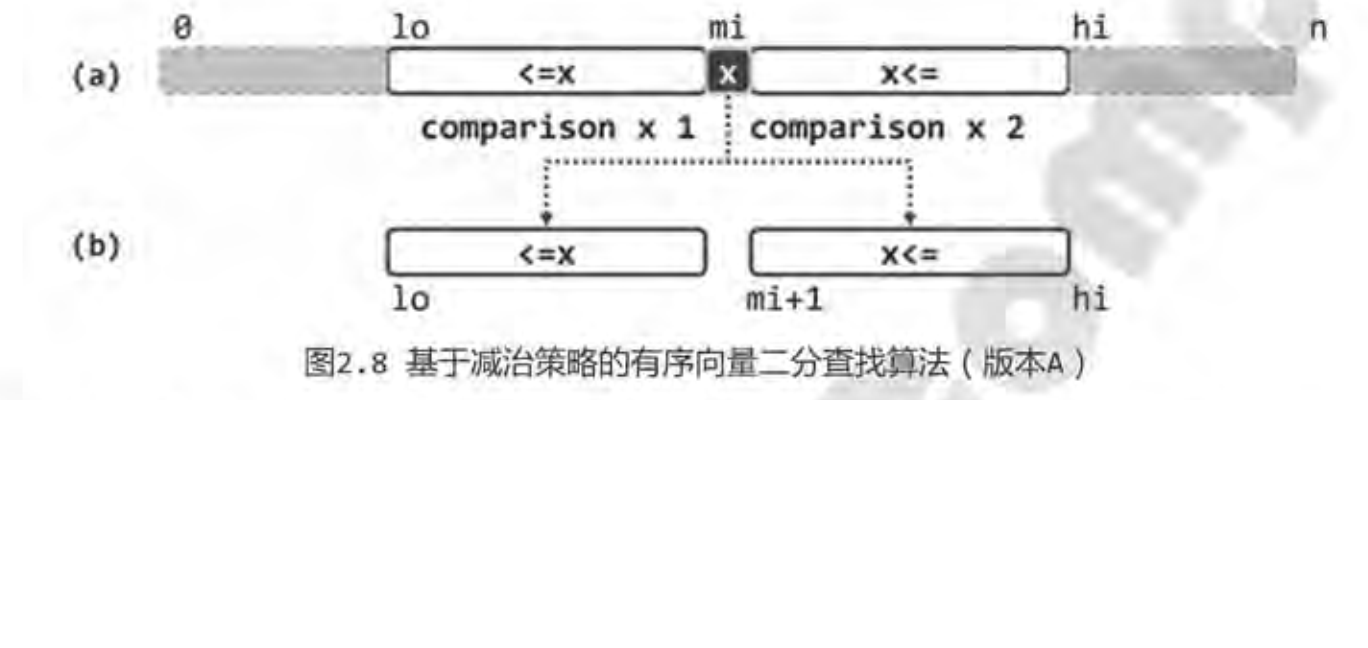 0 lo mi hi n
(a) <=x x x<=
comparison x 1 comparison x 2
(b) <=x x<=
lo mi+1 hi
图2.8 基于减治策略的有序向量二分查找算法（版本A）